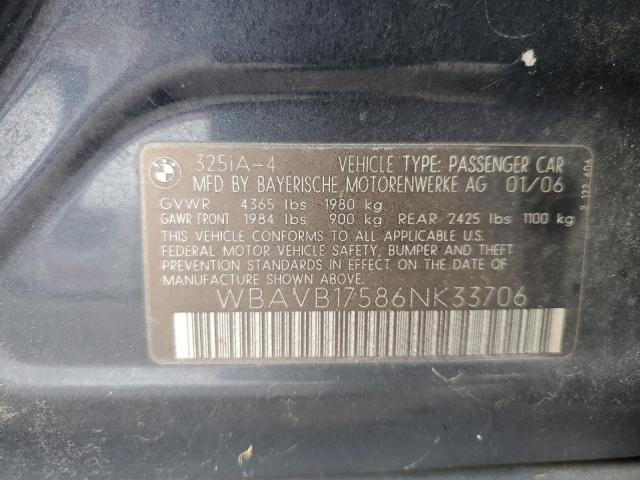 BMW
325iA-4 VEHICLE TYPE: PASSENGER CAR
MFD BY BAYERISCHE MOTORENWERKE AG 01/06
GVWR 4365 lbs 1980 kg
GAWR FRONT 1984 lbs 900 kg REAR 2425 lbs 1100 kg
THIS VEHICLE CONFORMS TO ALL APPLICABLE U.S.
FEDERAL MOTOR VEHICLE SAFETY, BUMPER AND THEFT
PREVENTION STANDARDS IN EFFECT ON THE DATE OF
MANUFACTURE SHOWN ABOVE.
WBAVB17586NK33706